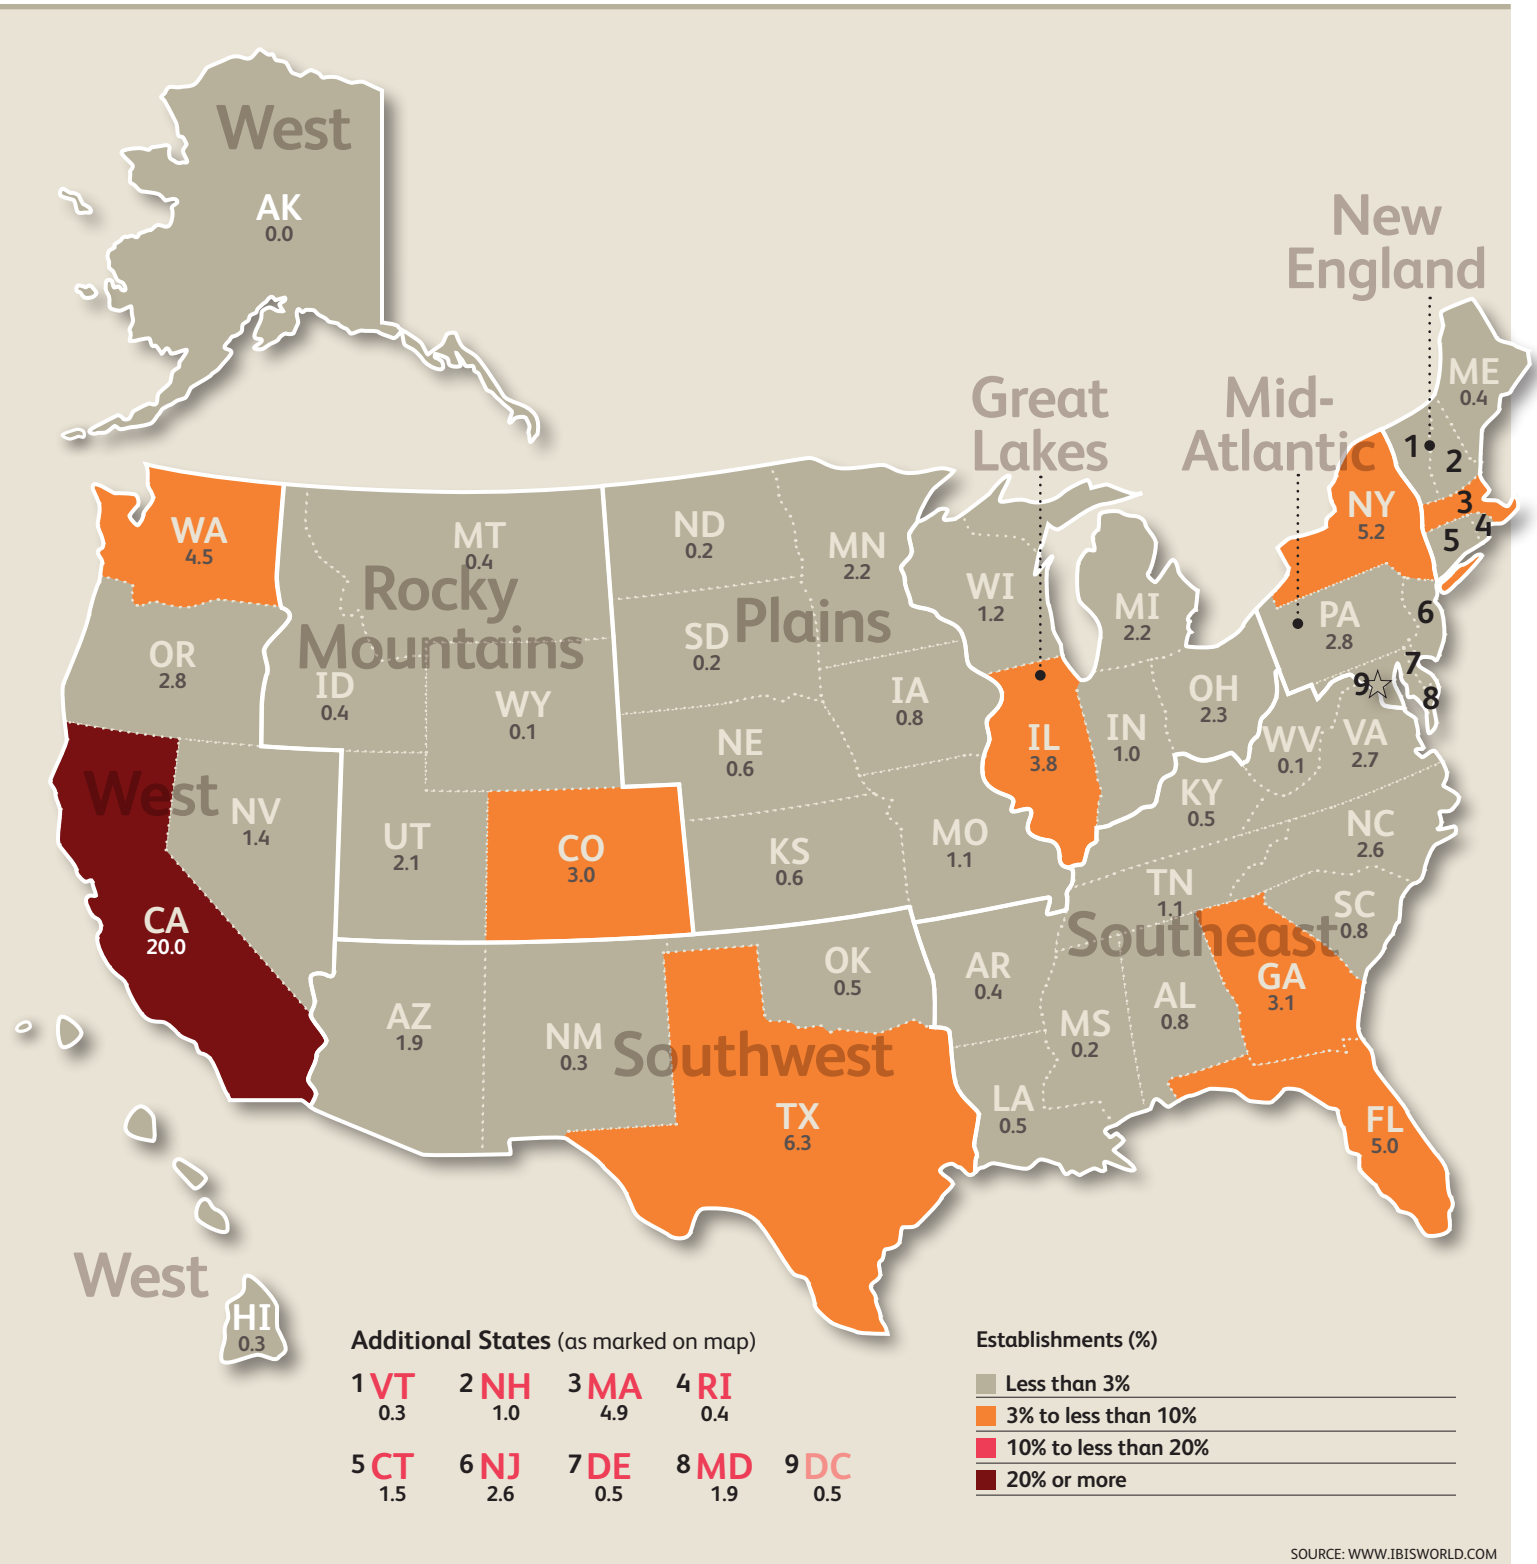 West
AK
0.0
New
England
ME
0.4
Great
Lakes
Mid-
Atlantic
1
2
3
4
5
NY
5.2
WA
4.5
MT
0.4
ND
0.2
MN
2.2
Rocky
Mountains
WI
1.2
MI
2.2
PA
2.8
6
7
8
9
OR
2.8
SD
0.2
Plains
ID
0.4
WY
0.1
IA
0.8
OH
2.3
IL
3.8
IN
1.0
NE
0.6
WV
0.1
VA
2.7
West
NV
1.4
UT
2.1
CO
3.0
KS
0.6
MO
1.1
KY
0.5
NC
2.6
TN
1.1
SC
0.8
Southeast
CA
20.0
OK
0.5
AR
0.4
GA
3.1
AZ
1.9
NM
0.3
Southwest
MS
0.2
AL
0.8
TX
6.3
LA
0.5
FL
5.0
West
HI
0.3
Additional States (as marked on map)
1 VT 2 NH 3 MA 4 RI
0.3 1.0 4.9 0.4
5 CT 6 NJ 7 DE 8 MD 9 DC
1.5 2.6 0.5 1.9 0.5
Establishments (%)
Less than 3%
3% to less than 10%
10% to less than 20%
20% or more
SOURCE: WWW.IBISWORLD.COM